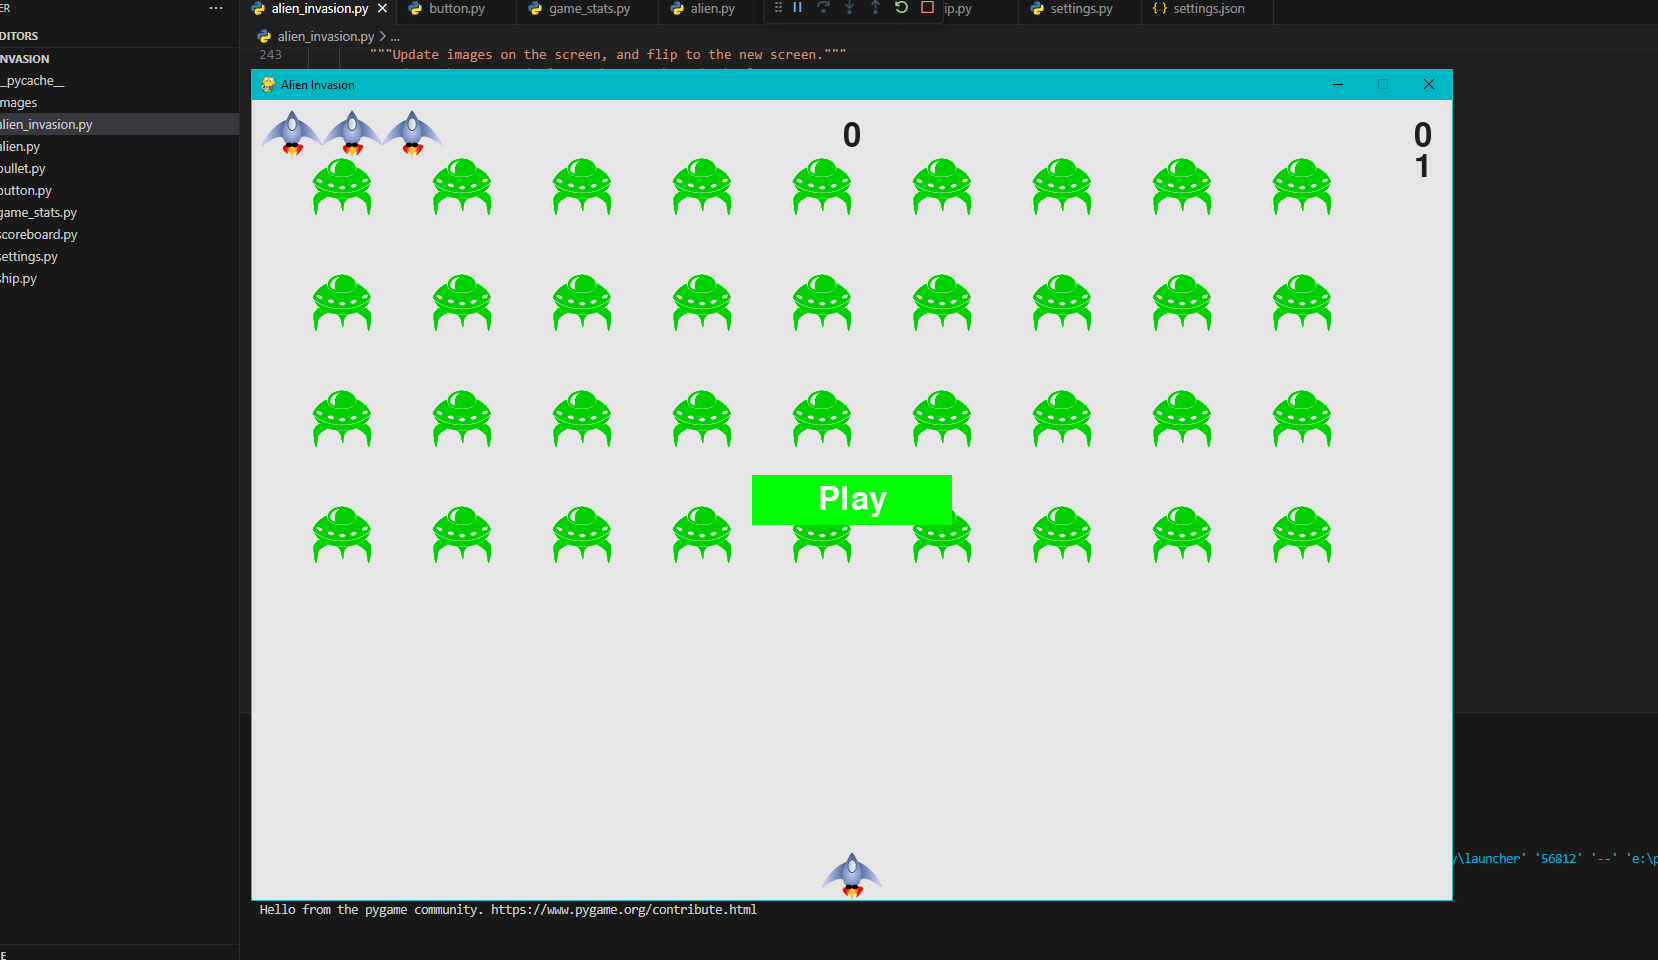 ER
alien_invasion.py
button.py
game_stats.py
alien.py
ip.py
settings.py
{} settings.json
DITORS
alien_invasion.py > ...
243 """Update images on the screen, and flip to the new screen."""
NVASION
__pycache__
mages
alien_invasion.py
alien.py
bullet.py
button.py
game_stats.py
scoreboard.py
settings.py
ship.py
Alien Invasion
0
0
1
Play
y\launcher' '56812' '--' 'e:\p
Hello from the pygame community. https://www.pygame.org/contribute.html
E